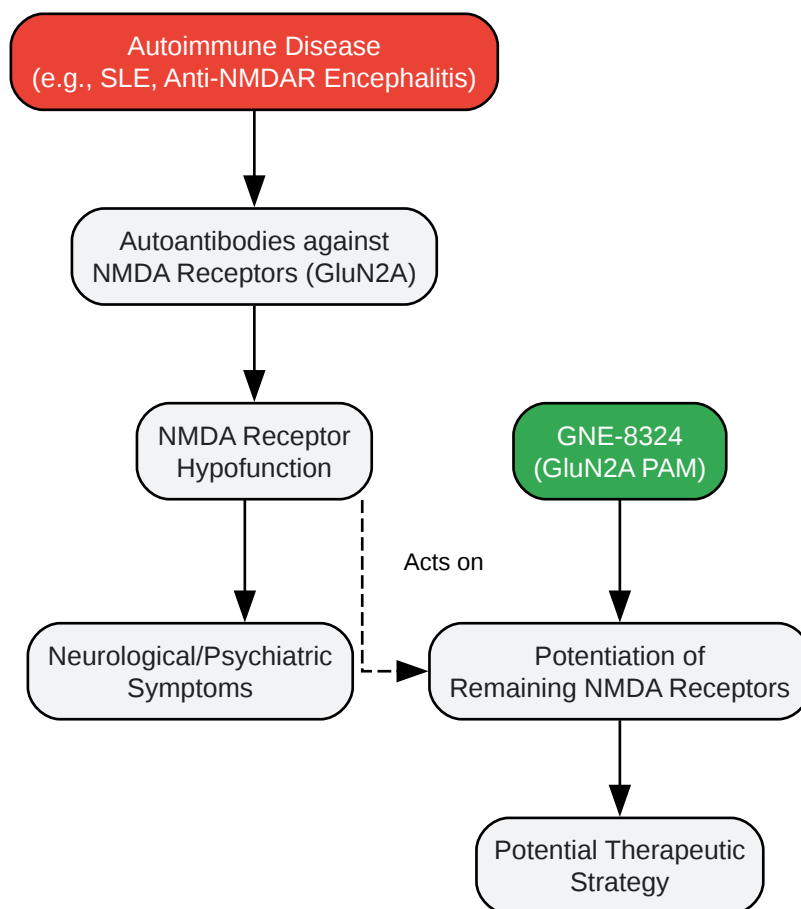 Autoimmune Disease
(e.g., SLE, Anti-NMDAR Encephalitis)
Autoantibodies against
NMDA Receptors (GluN2A)
NMDA Receptor
Hypofunction
GNE-8324
(GluN2A PAM)
Acts on
Neurological/Psychiatric
Symptoms
Potentiation of
Remaining NMDA Receptors
Potential Therapeutic
Strategy